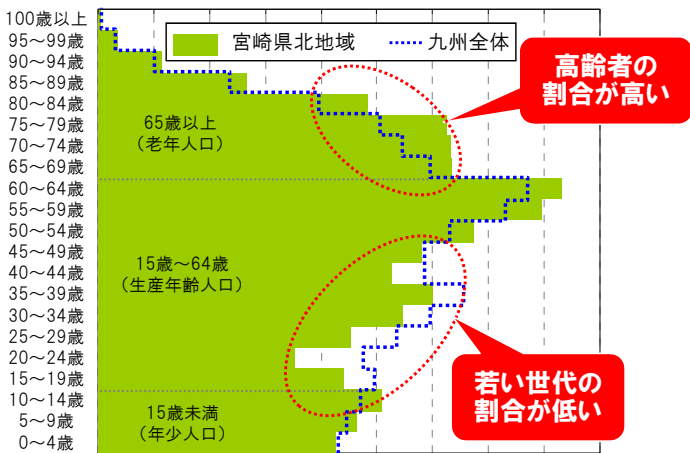 100歳以上
95～99歳
90～94歳
85～89歳
80～84歳
75～79歳
70～74歳
65～69歳
60～64歳
55～59歳
50～54歳
45～49歳
40～44歳
35～39歳
30～34歳
25～29歳
20～24歳
15～19歳
10～14歳
5～9歳
0～4歳
宮崎県北地域
九州全体
高齢者の
割合が高い
65歳以上
（老年人口）
15歳～64歳
（生産年齢人口）
若い世代の
割合が低い
15歳未満
（年少人口）